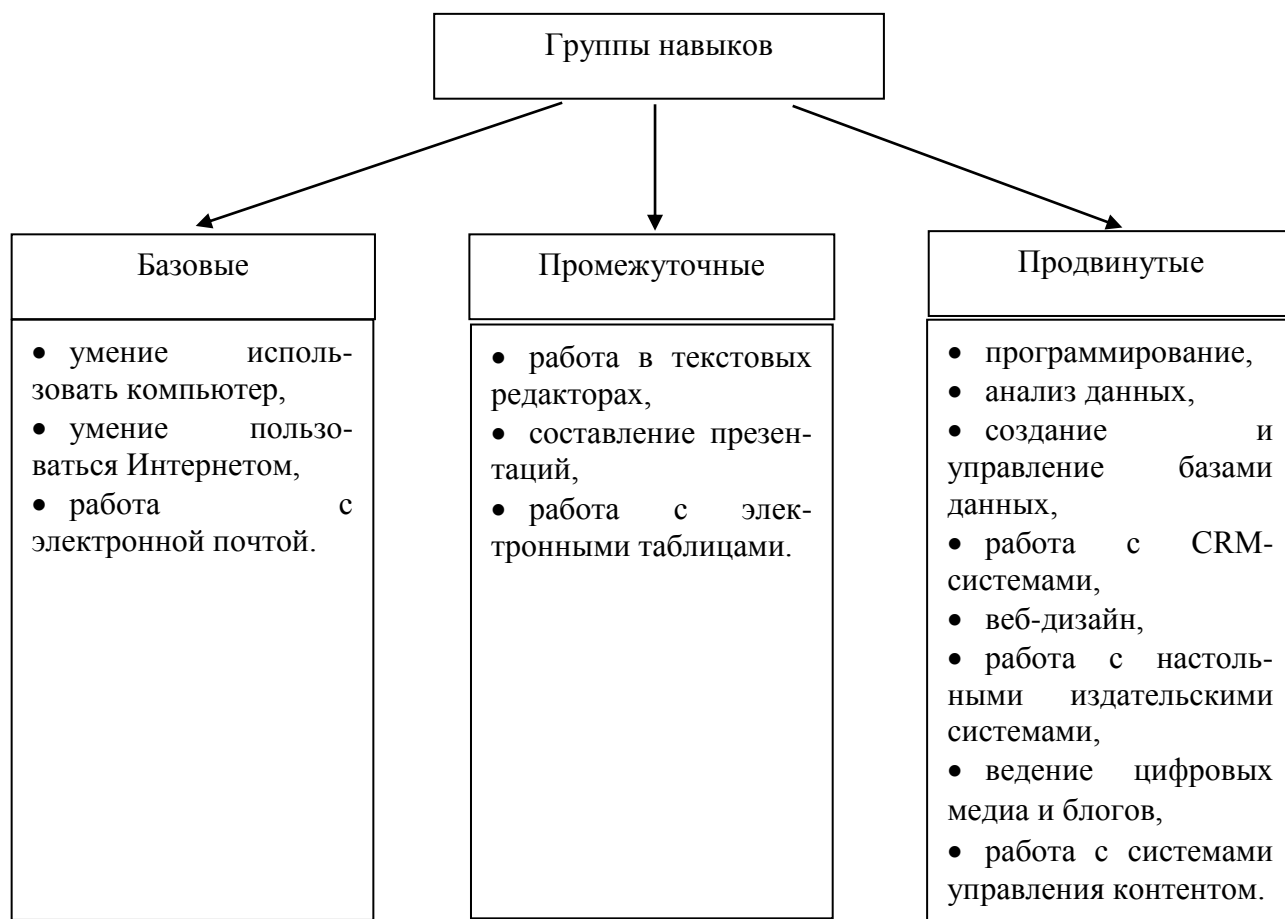 Группы навыков
Базовые
• умение исполь-
зовать компьютер,
• умение пользо-
ваться Интернетом,
• работа с
электронной почтой.
Промежуточные
• работа в текстовых
редакторах,
• составление презен-
таций,
• работа с элек-
тронными таблицами.
Продвинутые
• программирование,
• анализ данных,
• создание и
управление базами
данных,
• работа с CRM-
системами,
• веб-дизайн,
• работа с настоль-
ными издательскими
системами,
• ведение цифровых
медиа и блогов,
• работа с системами
управления контентом.